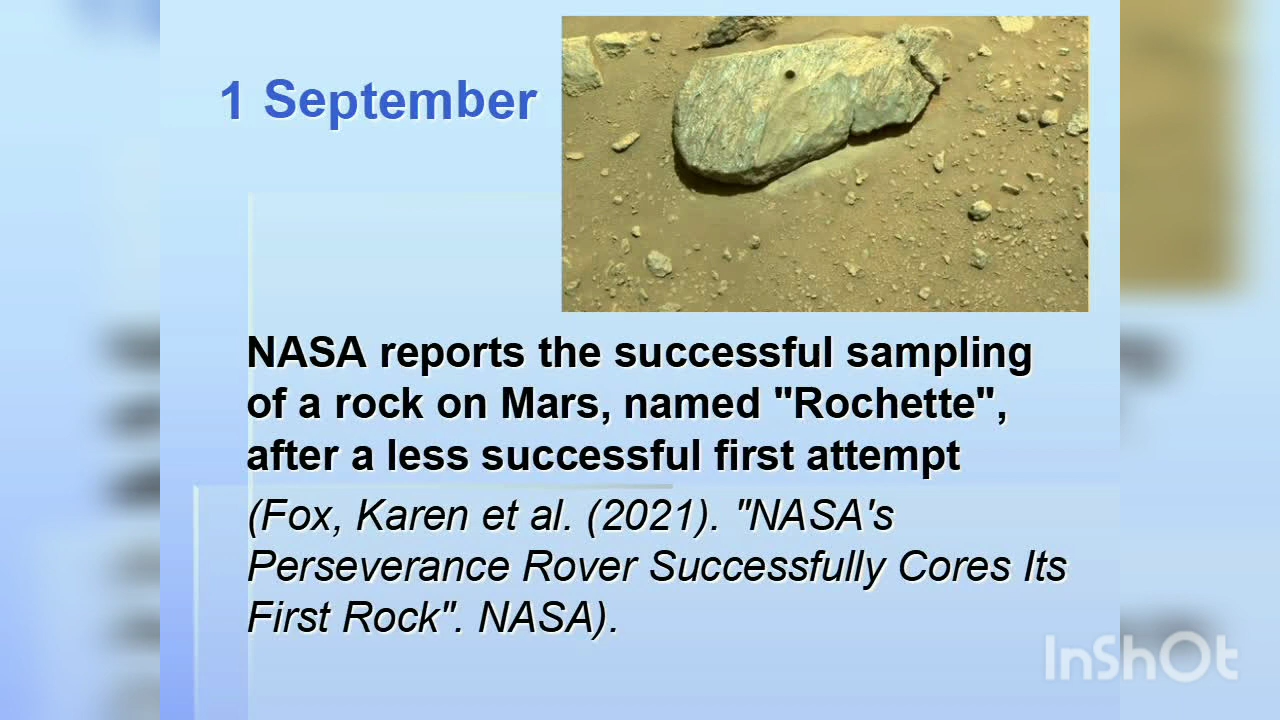 1 September
NASA reports the successful sampling
of a rock on Mars, named "Rochette",
after a less successful first attempt
(Fox, Karen et al. (2021). "NASA's
Perseverance Rover Successfully Cores Its
First Rock". NASA).
InShOt